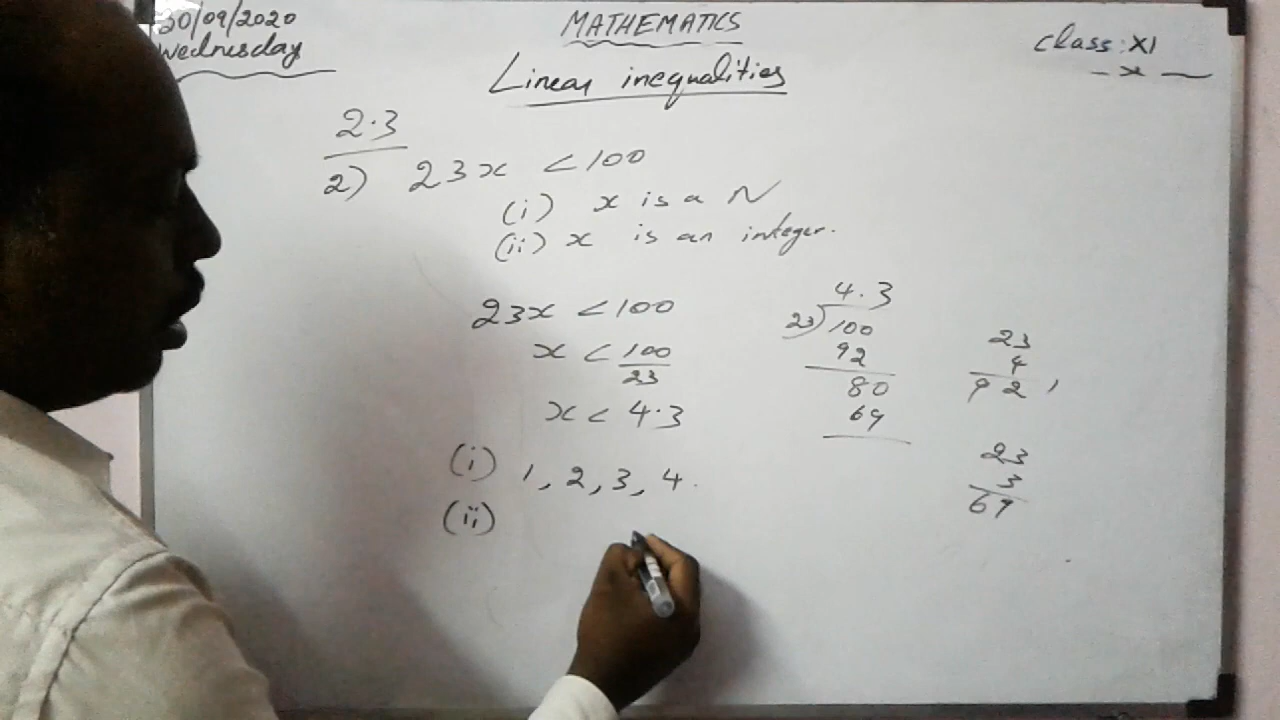 30/09/2020
Wednesday
MATHEMATICS
Class: XI
Linear inequalities
2.3
2) 23x < 100
(i) x is a N
(ii) x is an integer.
23x < 100
x < 100/23
x < 4.3
(i) 1, 2, 3, 4.
(ii)
4.3
23) 100
92
80
69
23
4
92,
23
3
69